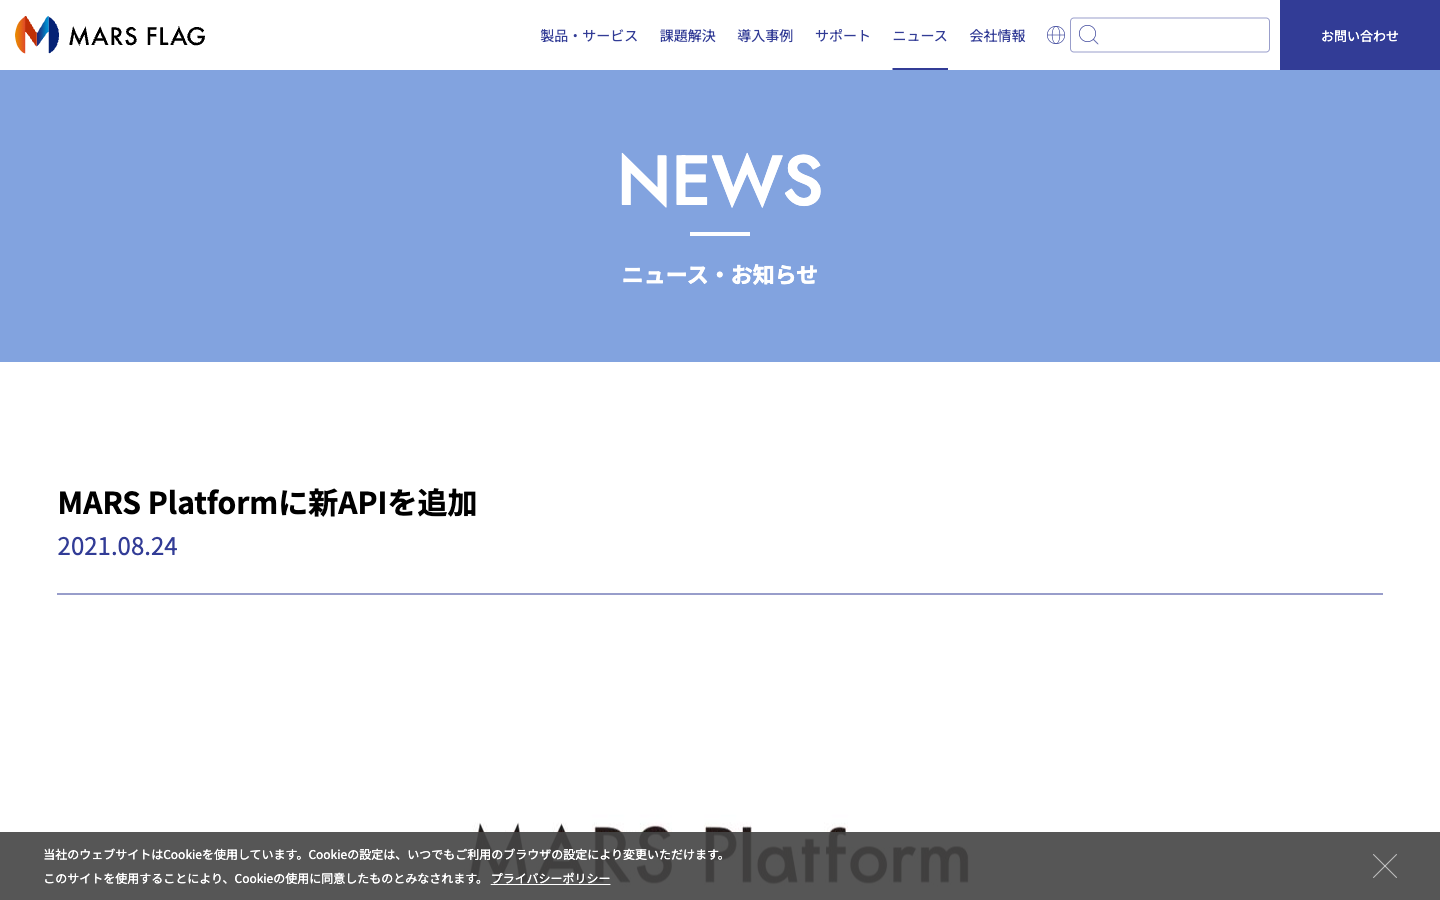 MARS FLAG
製品・サービス 課題解決 導入事例 サポート ニュース 会社情報 お問い合わせ
NEWS
ニュース・お知らせ
MARS Platformに新APIを追加
2021.08.24
MARS Platform
当社のウェブサイトはCookieを使用しています。Cookieの設定は、いつでもご利用のブラウザの設定により変更いただけます。
このサイトを使用することにより、Cookieの使用に同意したものとみなされます。 プライバシーポリシー